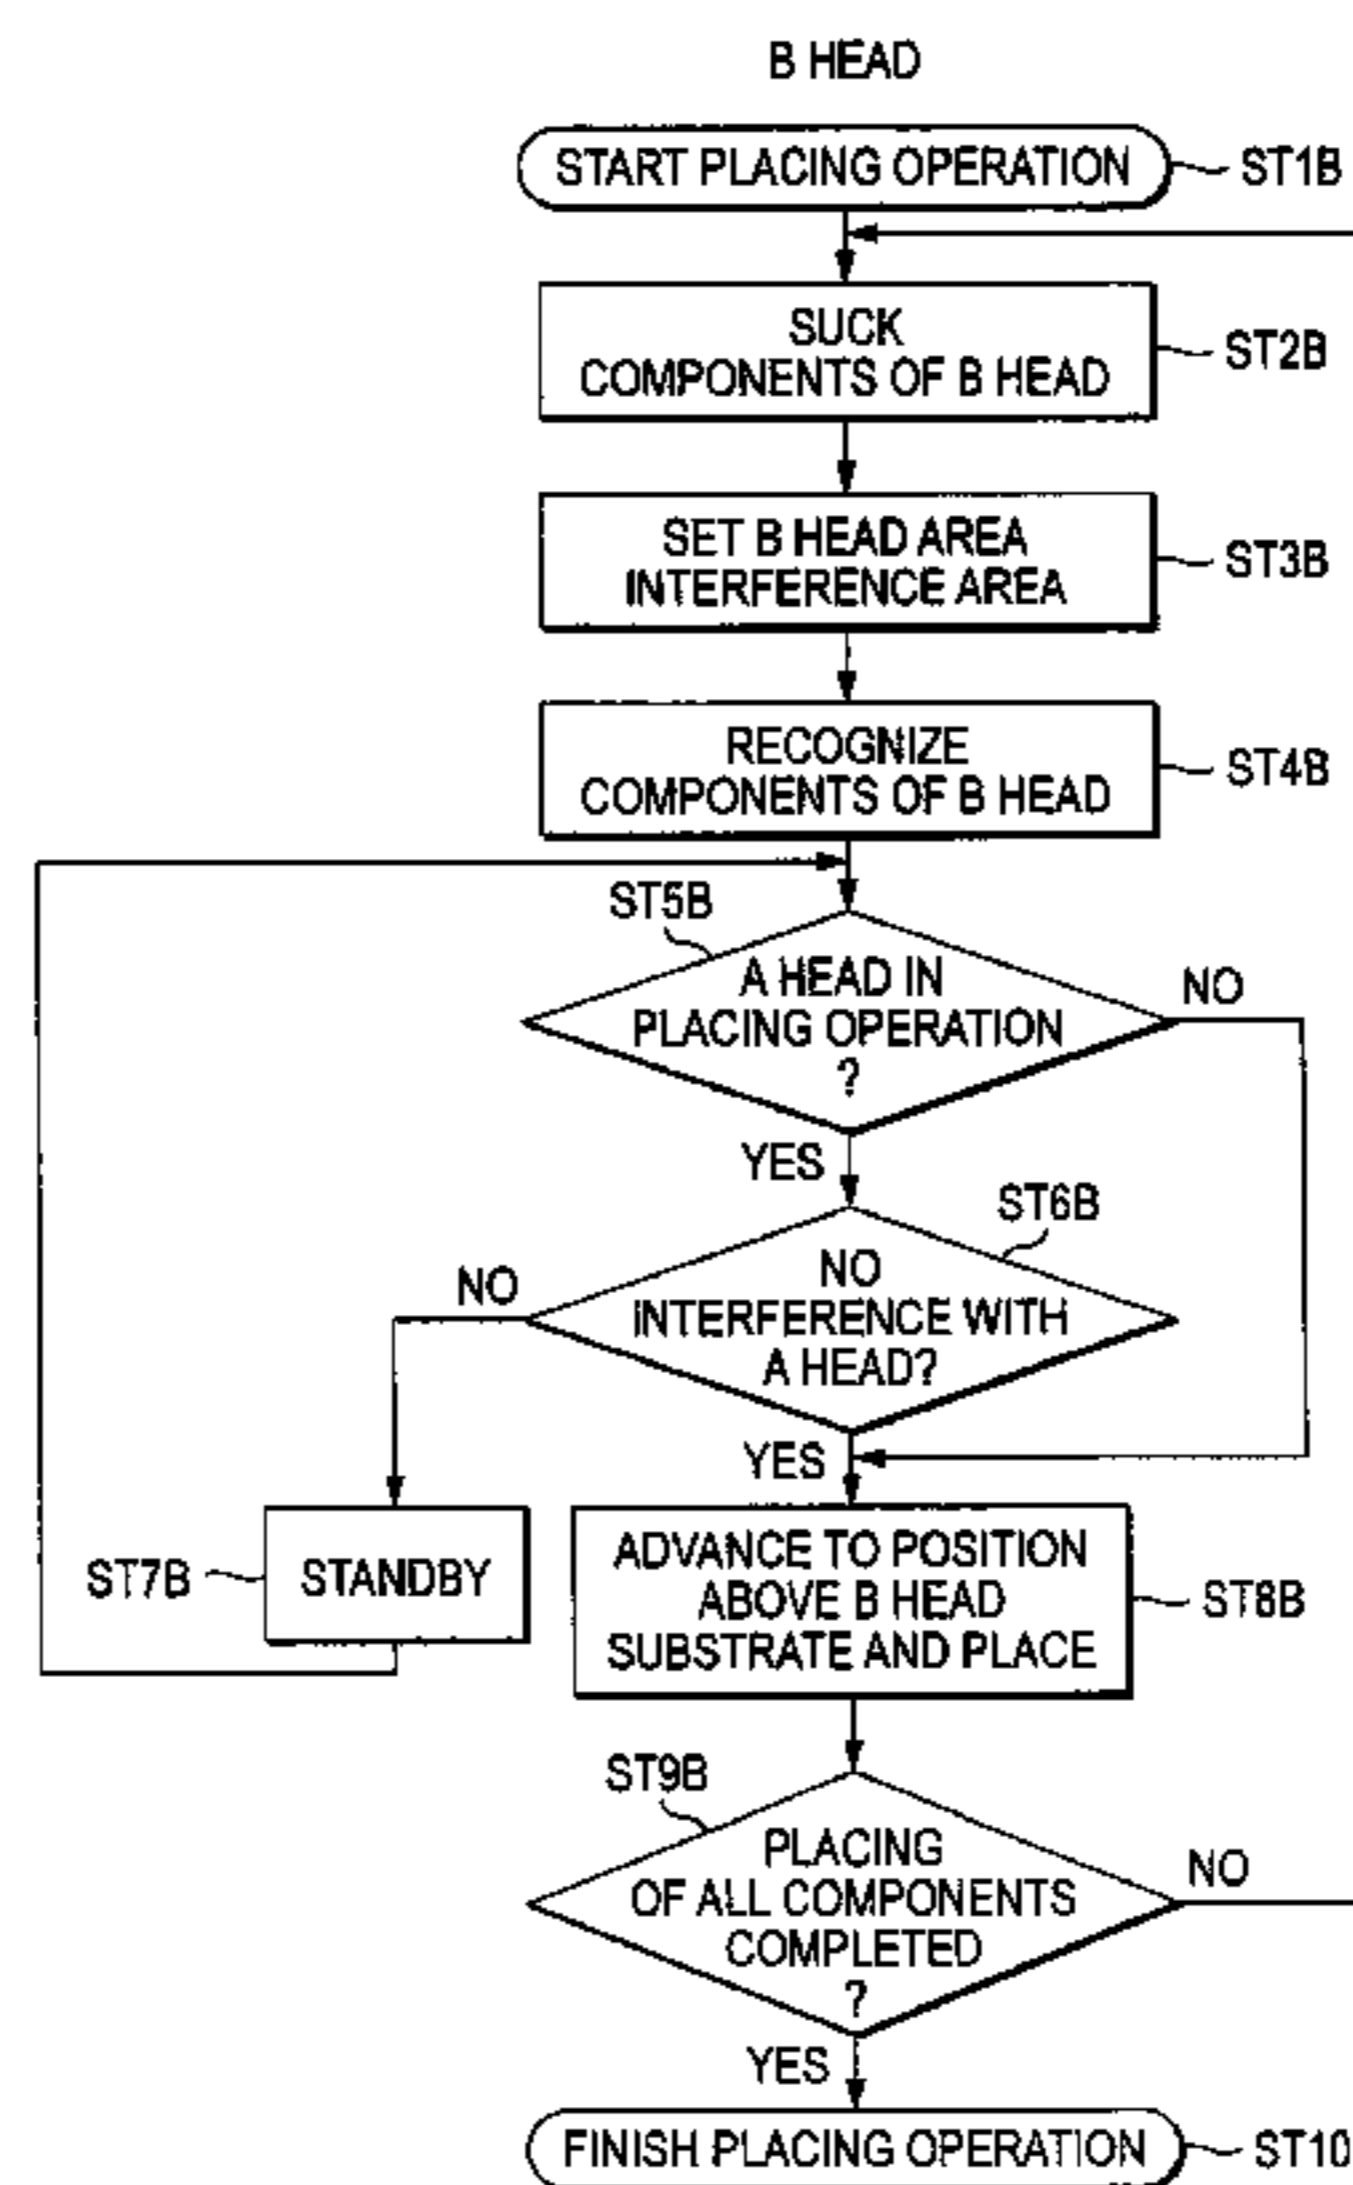 B HEAD
START PLACING OPERATION
ST1B
SUCK
COMPONENTS OF B HEAD
ST2B
SET B HEAD AREA
INTERFERENCE AREA
ST3B
RECOGNIZE
COMPONENTS OF B HEAD
ST4B
ST5B
A HEAD IN
PLACING OPERATION
?
NO
YES
ST6B
NO
INTERFERENCE WITH
A HEAD?
NO
YES
ST7B
STANDBY
ADVANCE TO POSITION
ABOVE B HEAD
SUBSTRATE AND PLACE
ST8B
ST9B
PLACING
OF ALL COMPONENTS
COMPLETED
?
NO
YES
FINISH PLACING OPERATION
ST10